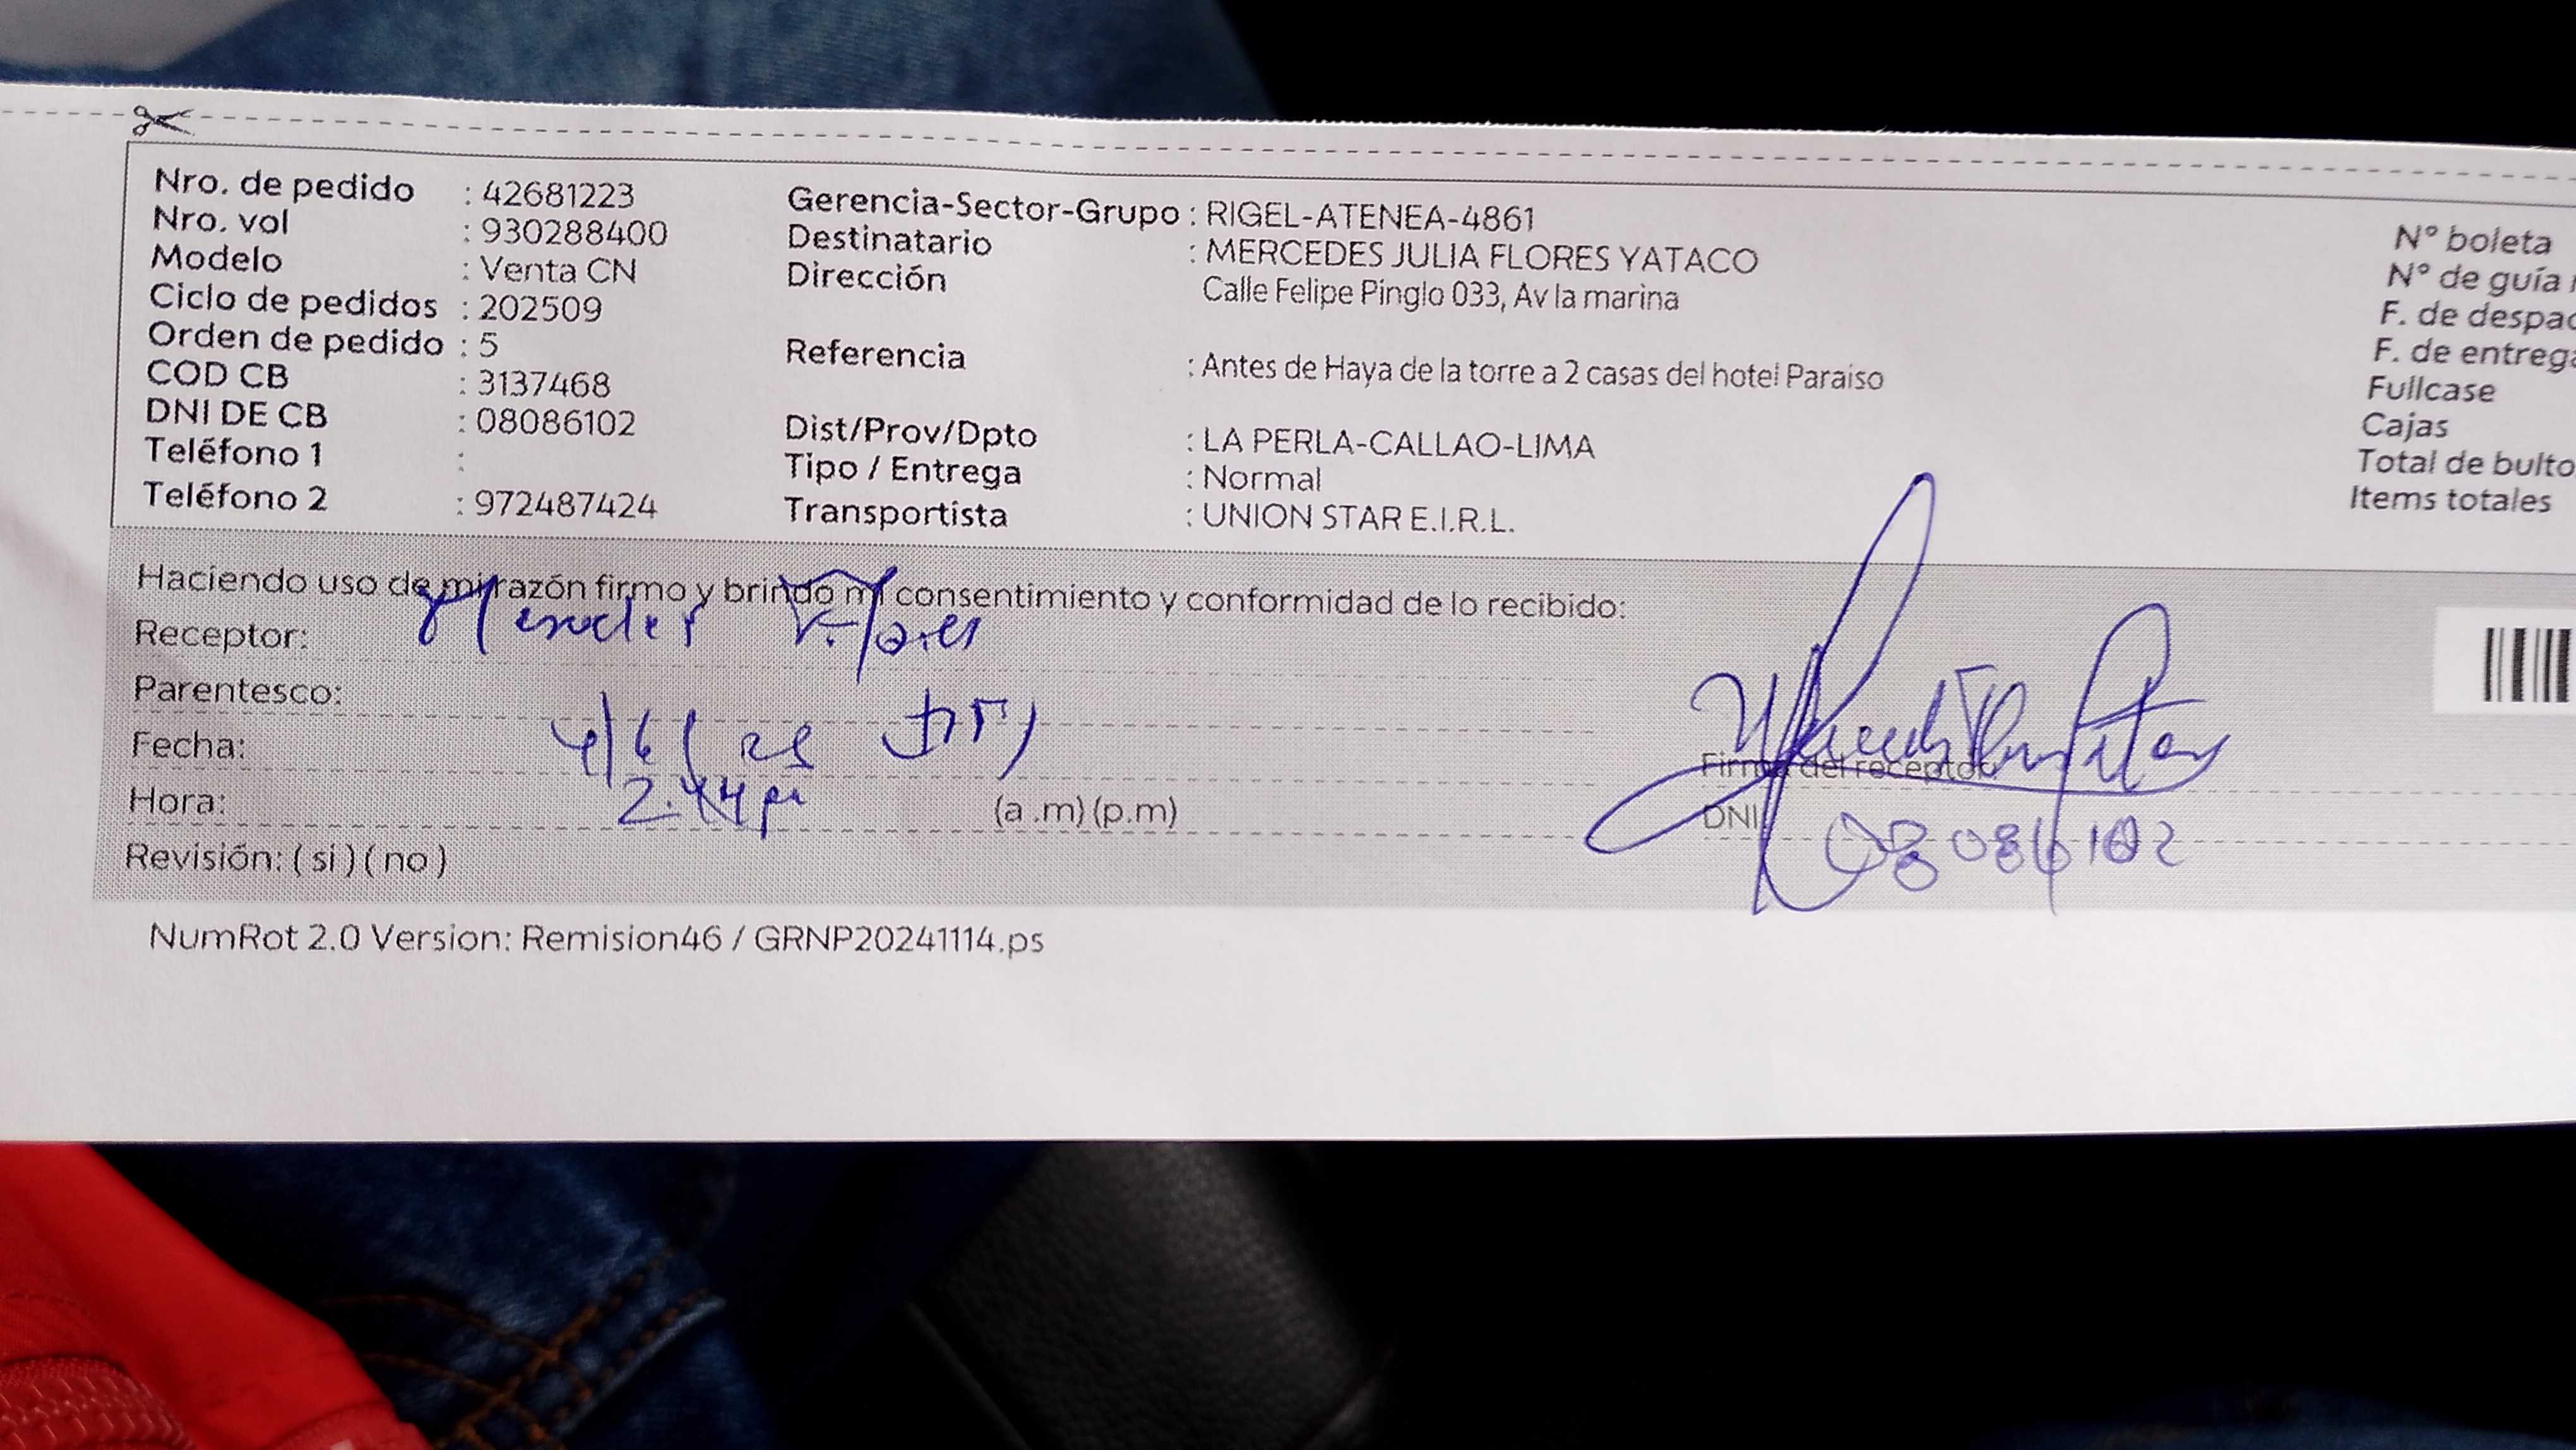 Nro. de pedido : 42681223
Nro. vol : 930288400
Modelo : Venta CN
Ciclo de pedidos : 202509
Orden de pedido : 5
COD CB : 3137468
DNI DE CB : 08086102
Teléfono 1 :
Teléfono 2 : 972487424
Gerencia-Sector-Grupo : RIGEL-ATENEA-4861
Destinatario : MERCEDES JULIA FLORES YATACO
Dirección
Calle Felipe Pinglo 033, Av la marina
Referencia : Antes de Haya de la torre a 2 casas del hotel Paraiso
Dist/Prov/Dpto : LA PERLA-CALLAO-LIMA
Tipo / Entrega : Normal
Transportista : UNION STAR E.I.R.L.
N° boleta
N° de guía
F. de despac
F. de entrega
Fullcase
Cajas
Total de bulto
Items totales
Haciendo uso de mi razón firmo y brindo mi consentimiento y conformidad de lo recibido:
Receptor: Flores
Parentesco:
Fecha: 4/6
Hora: 2:44 pm (a .m) (p.m)
Revisión: ( si ) ( no )
Firma del receptor
DNI 08086102
NumRot 2.0 Version: Remision46 / GRNP20241114.ps